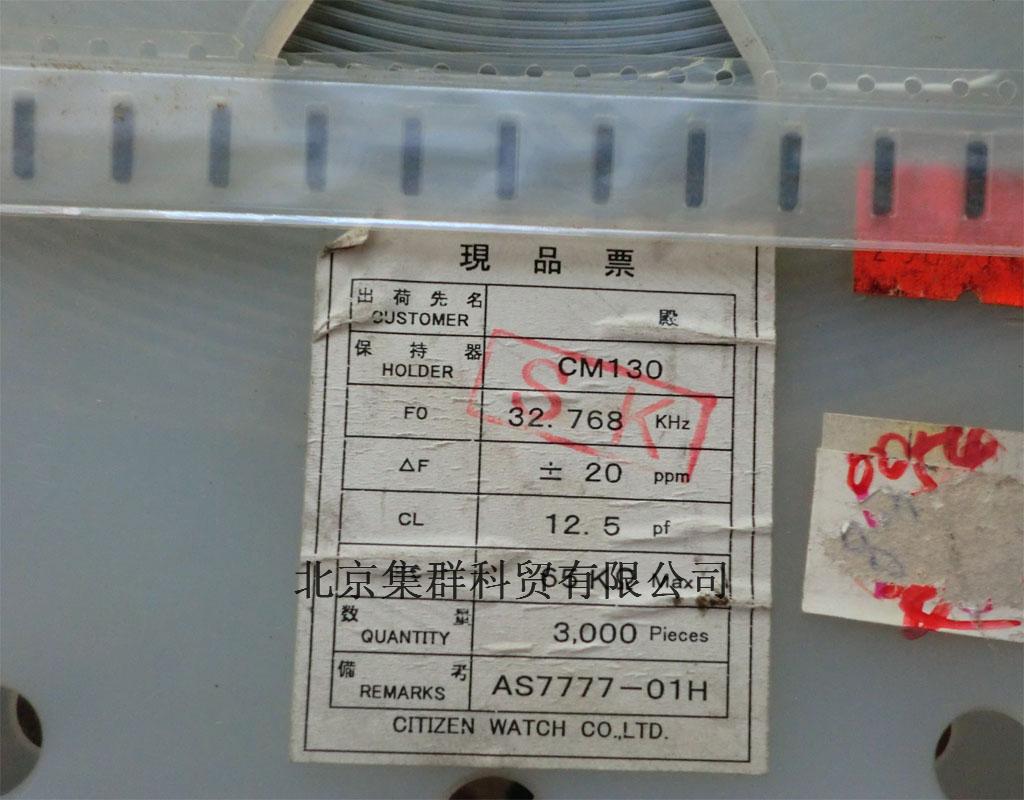 現品票
出荷先名 殿
CUSTOMER
保持器 CM130
HOLDER
F0 32.768 KHz
△F ± 20 ppm
CL 12.5 pf
北京集群科贸有限公司
Max
数量 3,000 Pieces
QUANTITY
備考 AS7777-01H
REMARKS
CITIZEN WATCH CO.,LTD.
SK